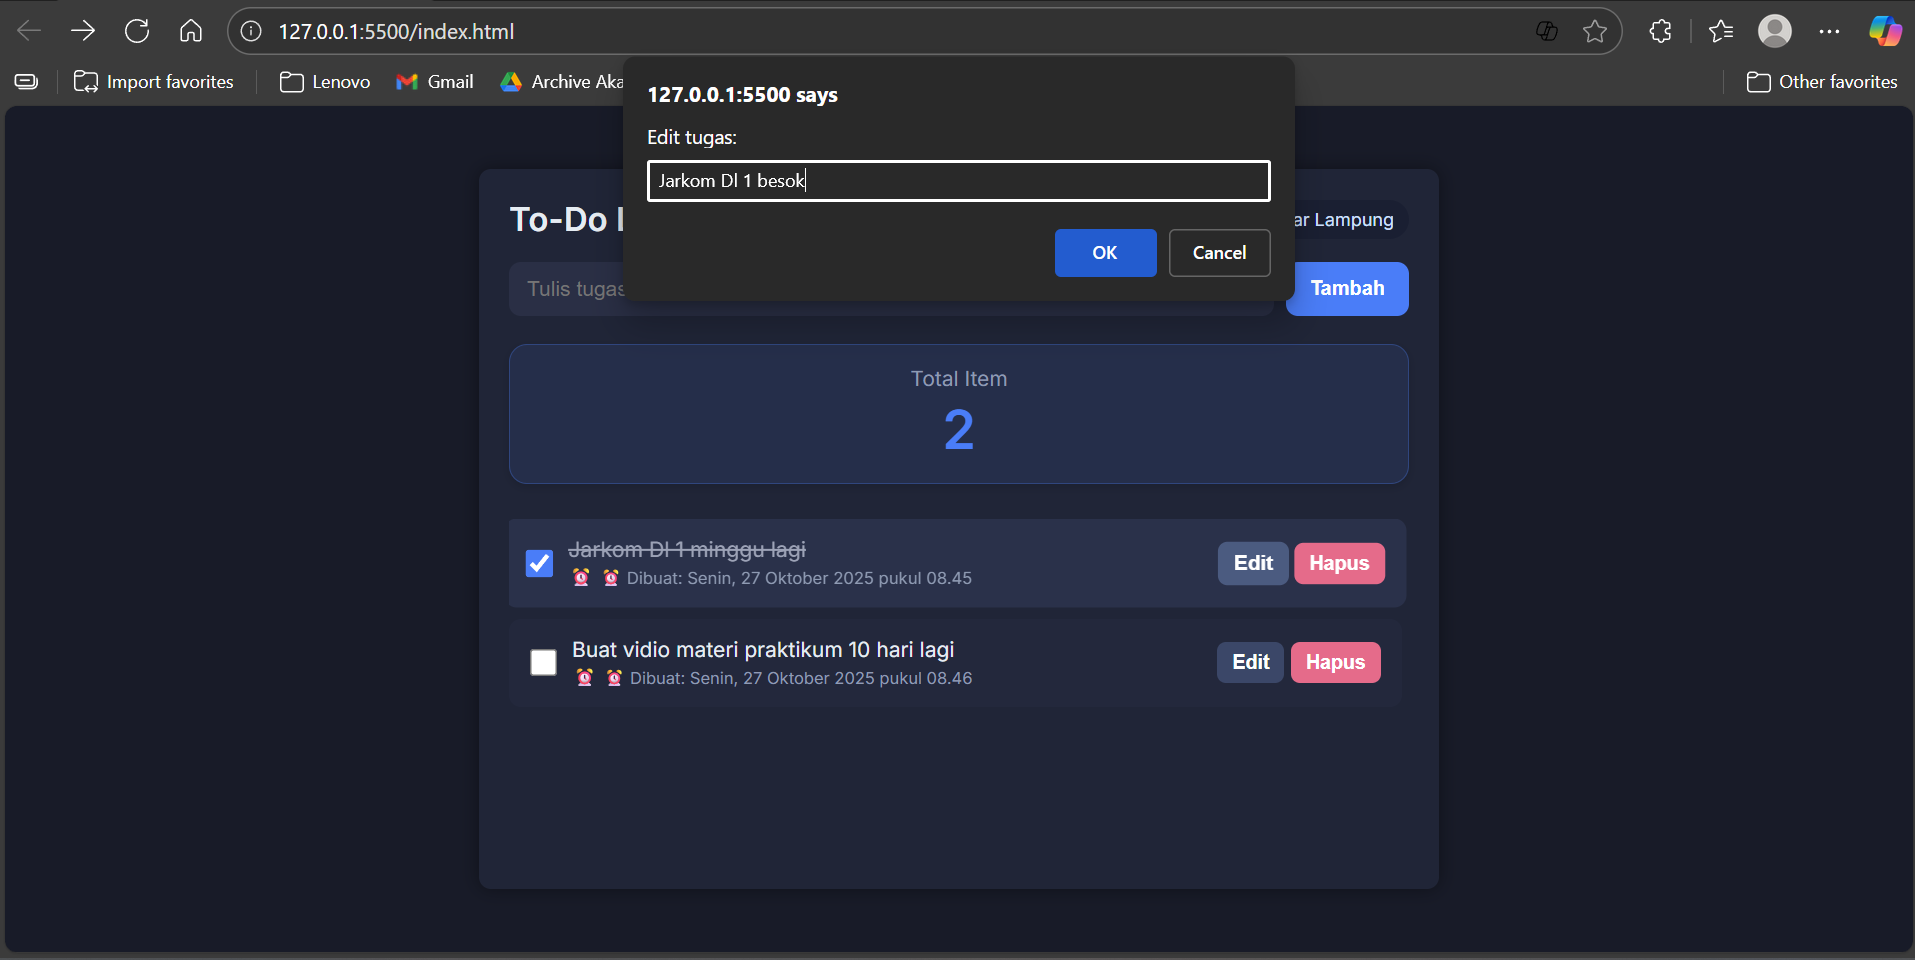 127.0.0.1:5500/index.html
Import favorites
Lenovo
Gmail
Archive Aka
Other favorites
127.0.0.1:5500 says
Edit tugas:
Jarkom Dl 1 besok
OK
Cancel
To-Do
ar Lampung
Tulis tugas
Tambah
Total Item
2
Jarkom Dl 1 minggu lagi
⏰ ⏰ Dibuat: Senin, 27 Oktober 2025 pukul 08.45
Edit
Hapus
Buat vidio materi praktikum 10 hari lagi
⏰ ⏰ Dibuat: Senin, 27 Oktober 2025 pukul 08.46
Edit
Hapus